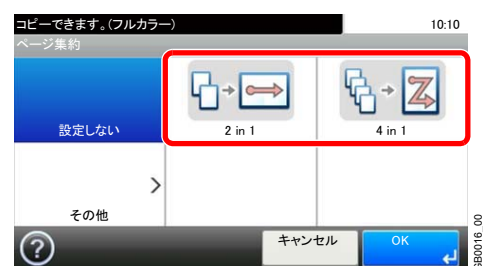 コピーできます。(フルカラー)
10:10
ページ集約
設定しない
2 in 1
4 in 1
その他
キャンセル
OK